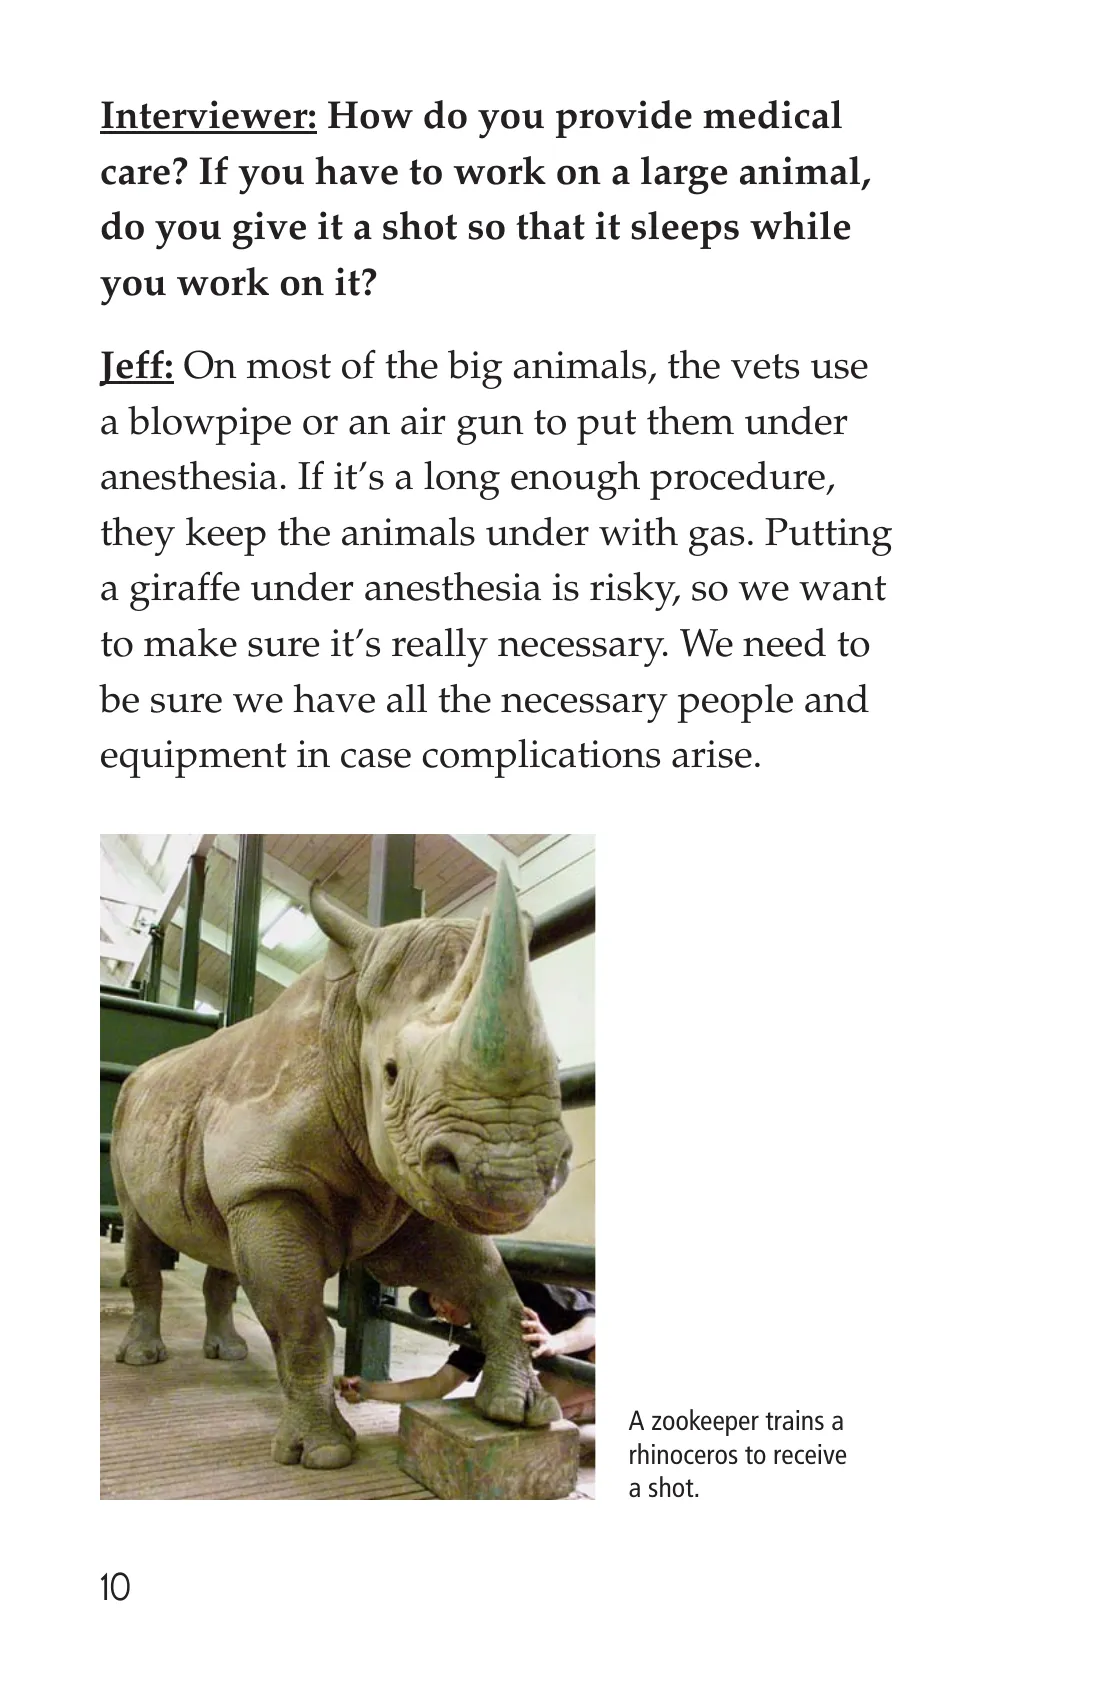 Interviewer: How do you provide medical
care? If you have to work on a large animal,
do you give it a shot so that it sleeps while
you work on it?
Jeff: On most of the big animals, the vets use
a blowpipe or an air gun to put them under
anesthesia. If it’s a long enough procedure,
they keep the animals under with gas. Putting
a giraffe under anesthesia is risky, so we want
to make sure it’s really necessary. We need to
be sure we have all the necessary people and
equipment in case complications arise.
A zookeeper trains a
rhinoceros to receive
a shot.
10